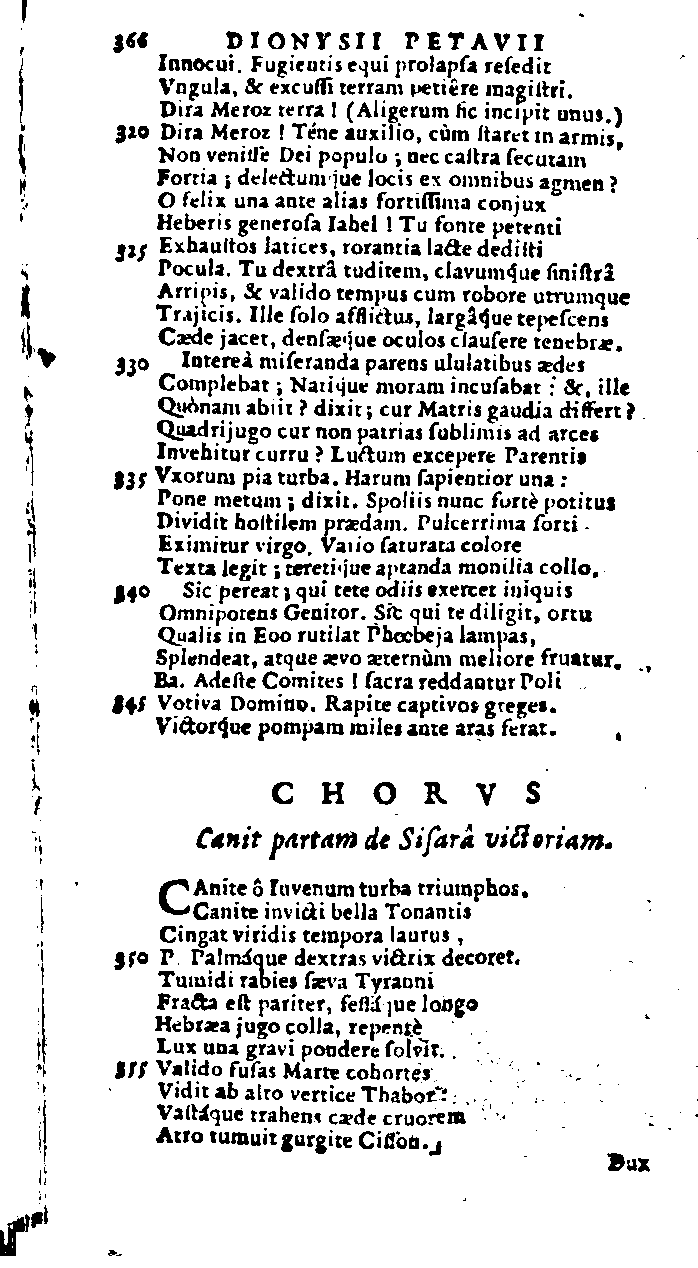 366 DIONYSII PETAVII
Innocui. Fugientis equi prolapſa reſedit
Vngula, & excuſſi terram petiêre magiſtri.
Dira Meroz terra ! (Aligerum ſic incipit unus.)
320 Dira Meroz ! Téne auxilio, cùm ſtaret in armis,
Non veniſſe Dei populo ; nec caſtra ſecutam
Fortia ; delectumque locis ex omnibus agmen ?
O felix una ante alias fortiſſima conjux
Heberis generoſa Iahel ! Tu fonte petenti
325 Exhauſtos latices, rorantia lacte dediſti
Pocula. Tu dextrâ tuditem, clavumq́ue ſiniſtrâ
Arripis, & valido tempus cum robore utrumque
Trajicis. Ille ſolo afflictus, largâq́ue tepeſcens
Cæde jacet, denſæque oculos clauſere tenebræ.
330 Intereà miſeranda parens ululatibus ædes
Complebat ; Natique moram incuſabat : &, ille
Quònam abiit ? dixit ; cur Matris gaudia differt ?
Quadrijugo cur non patrias ſublimis ad arces
Invehitur curru ? Luctum excepere Parentis
335 Vxorum pia turba. Harum ſapientior una :
Pone metum ; dixit. Spoliis nunc fortè potitus
Dividit hoſtilem prædam. Pulcerrima ſorti
Eximitur virgo. Vario ſaturata colore
Texta legit ; teretique aptanda monilia collo.
340 Sic pereat ; qui tete odiis exercet iniquis
Omnipotens Genitor. Sic qui te diligit, ortu
Qualis in Eoo rutilat Phœbeja lampas,
Splendeat, atque ævo æternùm meliore fruatur.
Ba. Adeſte Comites ! ſacra reddantur Poli
345 Votiva Domino. Rapite captivos greges.
Victorq́ue pompam miles ante aras ferat.
CHORVS
Canit partam de Siſarâ victoriam.
CAnite ô Iuvenum turba triumphos.
Canite invicti bella Tonantis
Cingat viridis tempora laurus ,
350 P. Palmáque dextras victrix decoret.
Tumidi rabies ſæva Tyranni
Fracta eſt pariter, feſſáque longo
Hebræa jugo colla, repentè
Lux una gravi pondere ſolvit.
355 Valido fuſas Marte cohortes
Vidit ab alto vertice Thabor :
Vaſtáque trahens cæde cruorem
Atro tumuit gurgite Ciſſon.
Dux